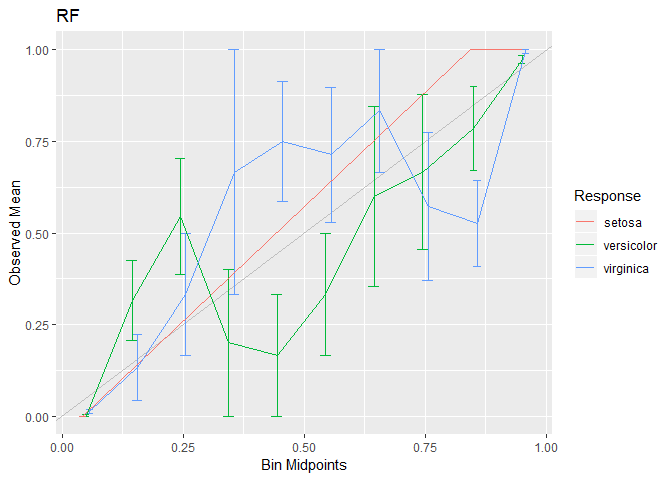 RF
1.00
0.75
0.50
0.25
0.00
Observed Mean
0.00 0.25 0.50 0.75 1.00
Bin Midpoints
Response
setosa
versicolor
virginica